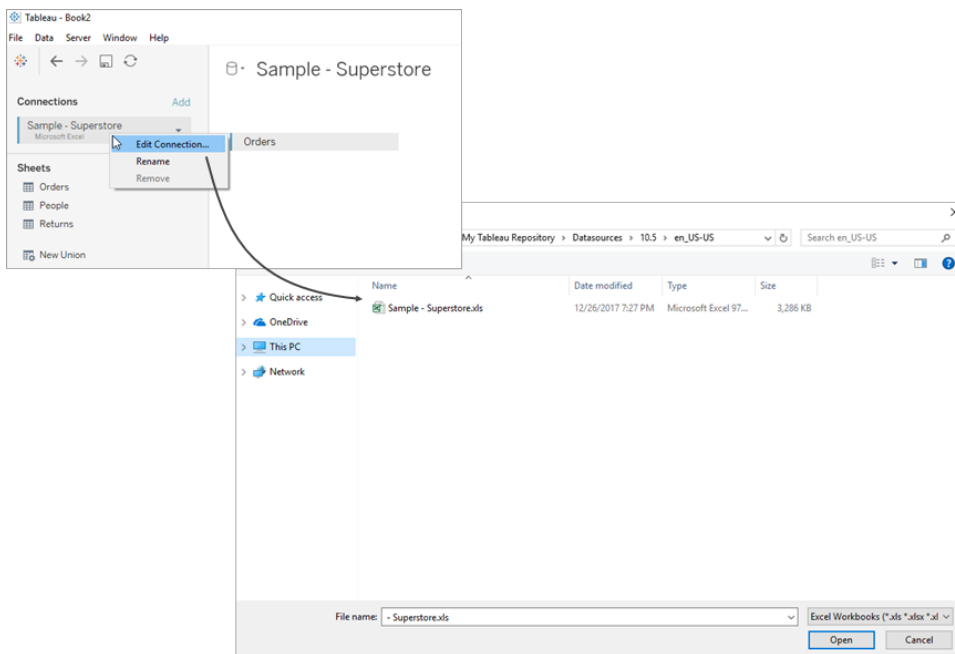 Tableau - Book2
File Data Server Window Help
Sample - Superstore
Connections Add
Sample - Superstore
Microsoft Excel
Edit Connection...
Rename
Remove
Orders
Sheets
Orders
People
Returns
New Union
My Tableau Repository > Datasources > 10.5 > en_US-US
Search en_US-US
Name Date modified Type Size
Quick access
OneDrive
This PC
Network
Sample - Superstore.xls 12/26/2017 7:27 PM Microsoft Excel 97... 3,286 KB
File name: - Superstore.xls Excel Workbooks (*.xls *.xlsx *.xl
Open Cancel